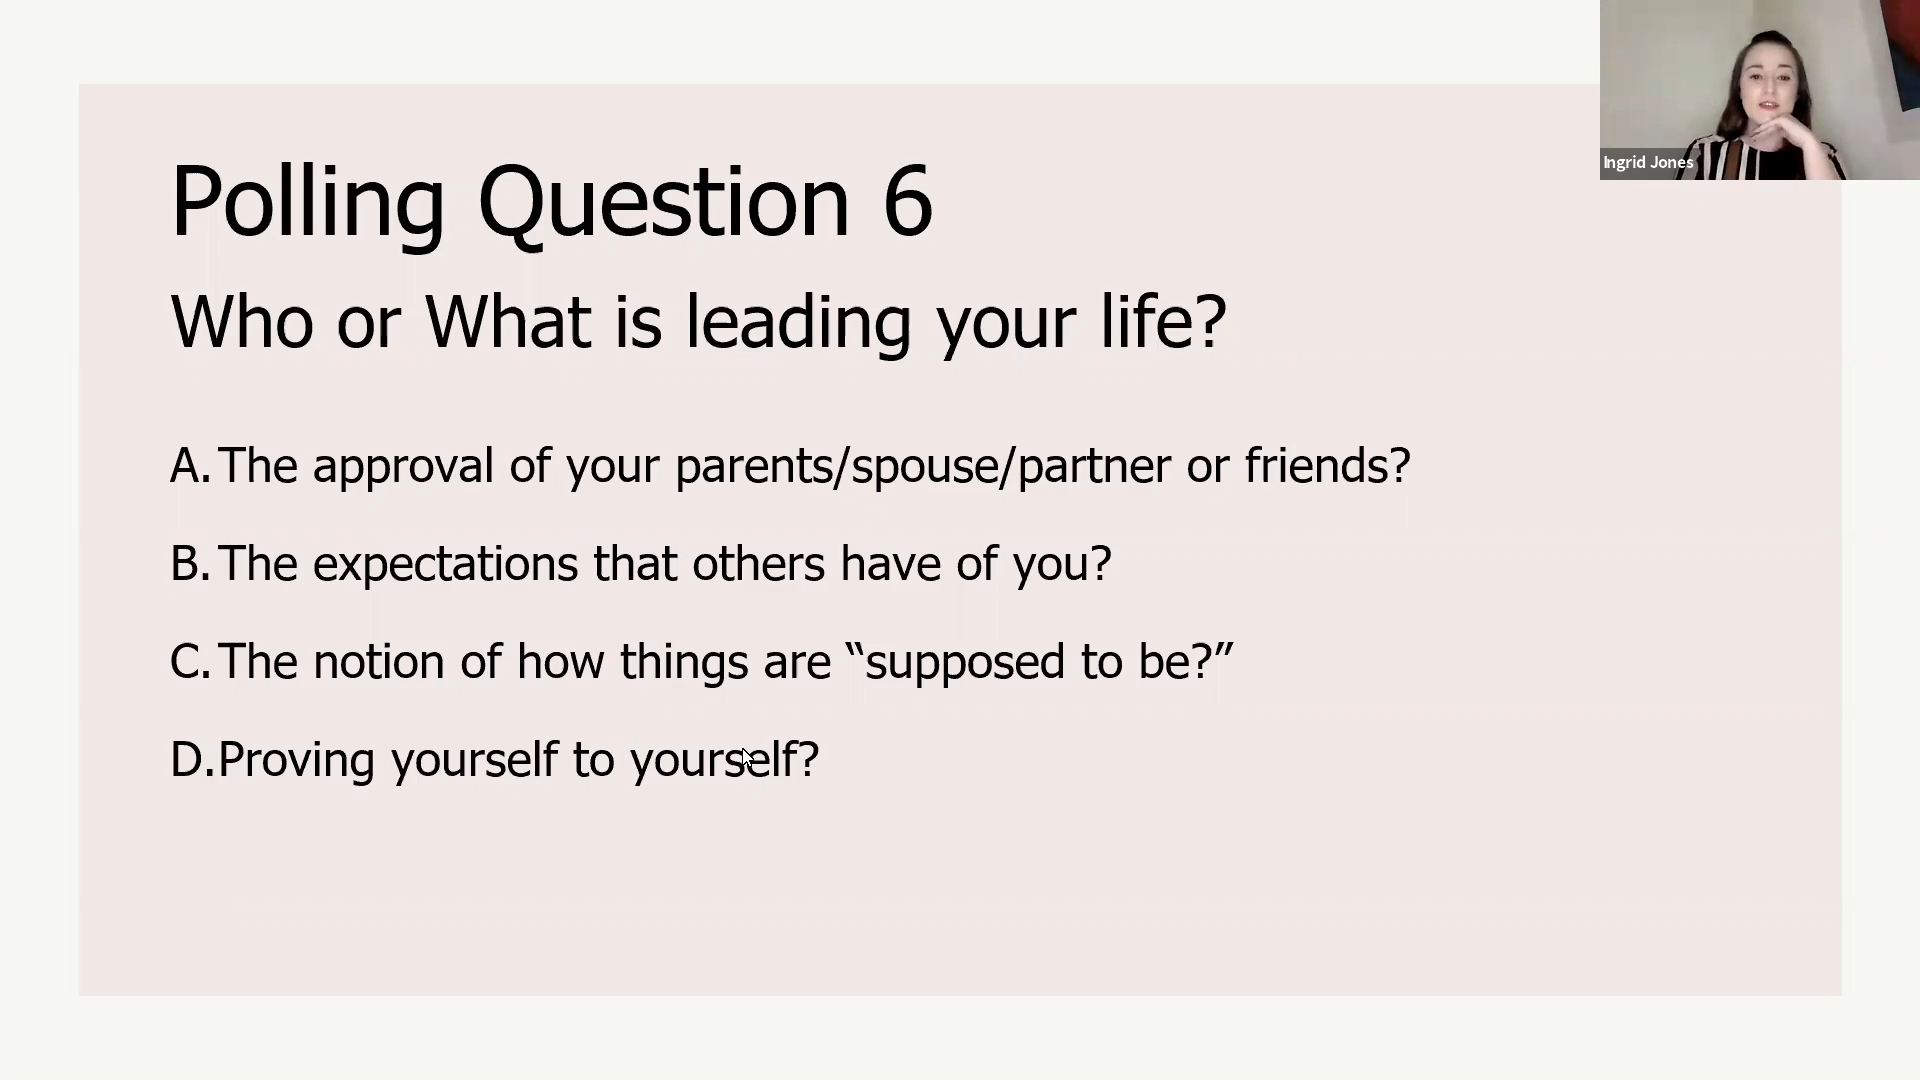 Polling Question 6
Who or What is leading your life?
A. The approval of your parents/spouse/partner or friends?
B. The expectations that others have of you?
C. The notion of how things are “supposed to be?”
D. Proving yourself to yourself?
Ingrid Jones